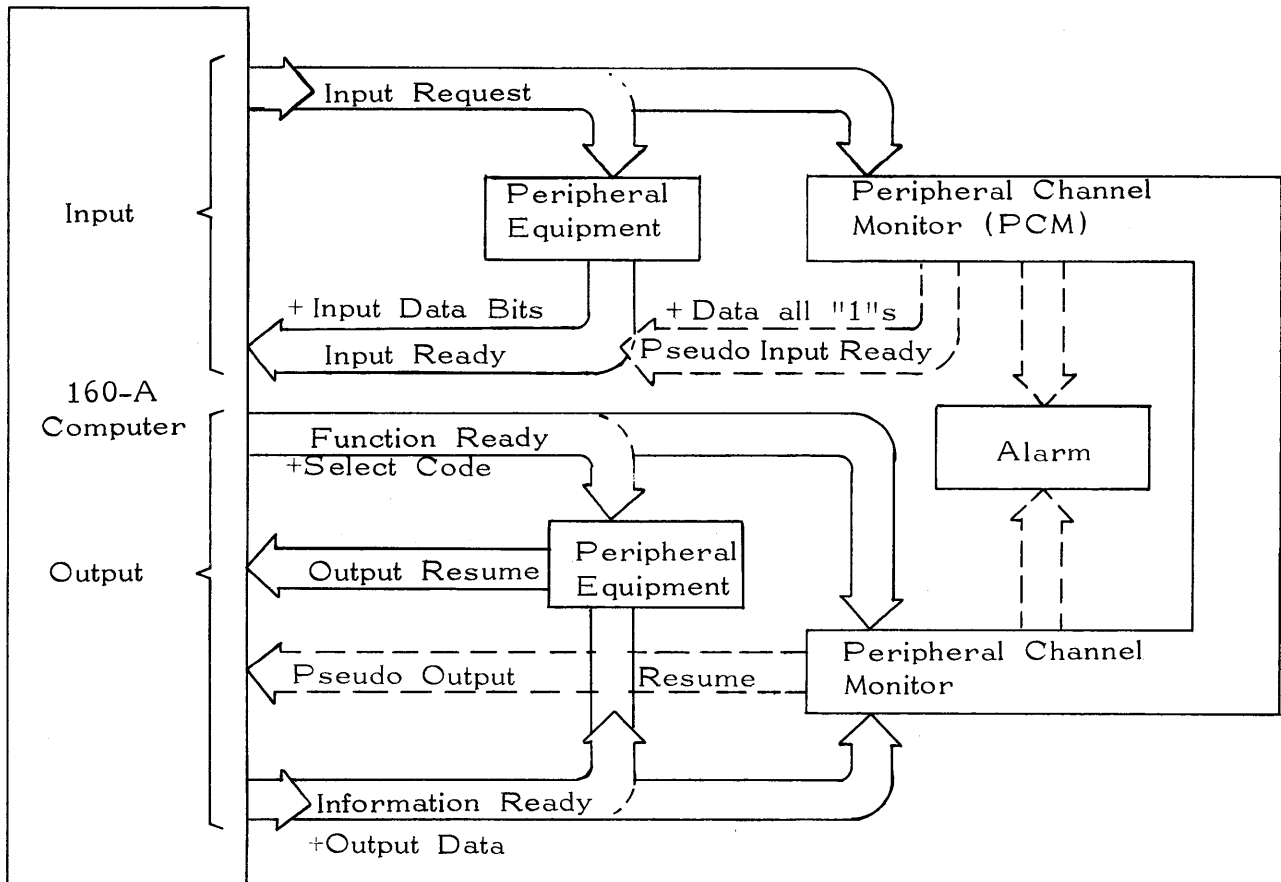 Input Request
Peripheral
Equipment
Peripheral Channel
Monitor (PCM)
Input
+ Input Data Bits
Input Ready
+ Data all "1"s
Pseudo Input Ready
160-A
Computer
Function Ready
+Select Code
Alarm
Output
Output Resume
Peripheral
Equipment
Pseudo Output Resume
Peripheral Channel
Monitor
Information Ready
+Output Data